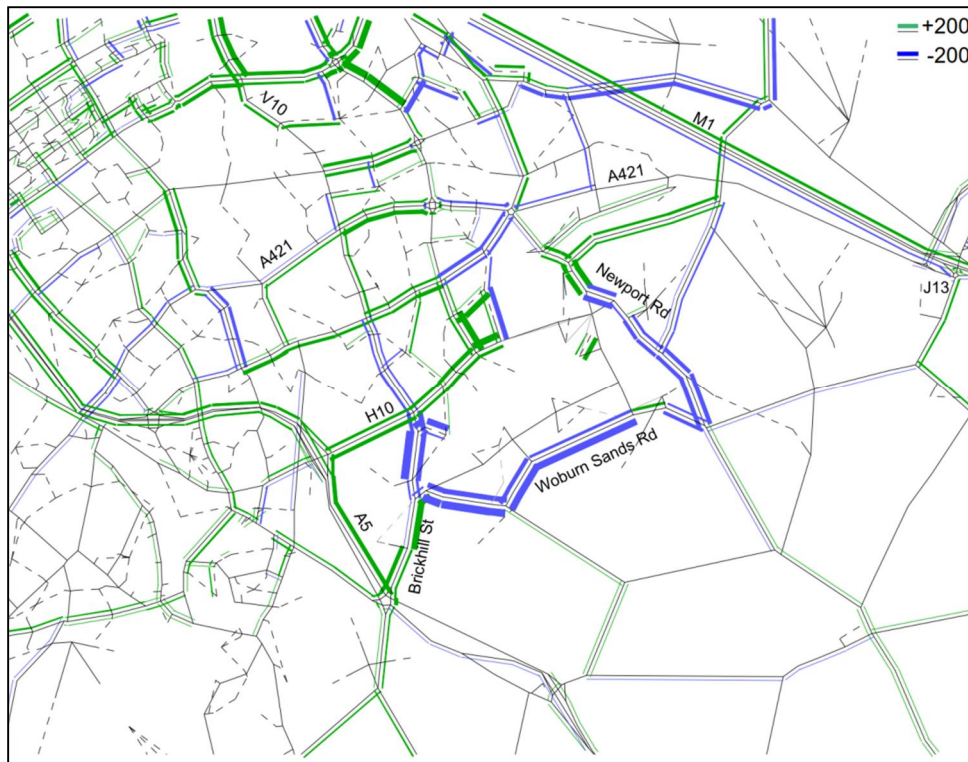 +200
-200
V10
M1
A421
A421
J13
Newport Rd
H10
Woburn Sands Rd
A5
Brickhill St